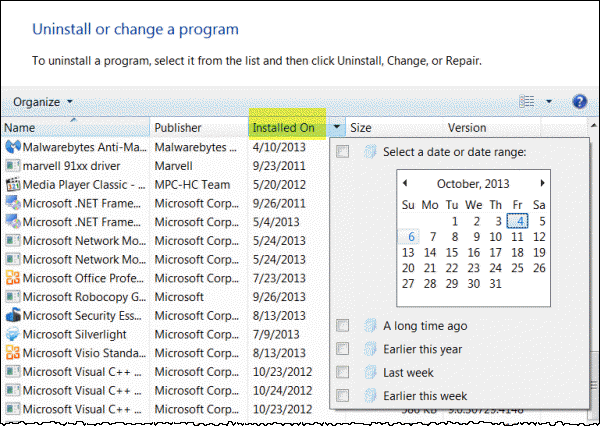 Uninstall or change a program
To uninstall a program, select it from the list and then click Uninstall, Change, or Repair.
Organize
Name Publisher Installed On Size Version
Malwarebytes Anti-Ma... Malwarebytes ... 4/10/2013
marvell 91xx driver Marvell 9/23/2011
Media Player Classic - ... MPC-HC Team 5/20/2012
Microsoft .NET Frame... Microsoft Corp... 9/26/2011
Microsoft .NET Frame... Microsoft Corp... 5/4/2013
Microsoft Network Mo... Microsoft Corp... 5/24/2013
Microsoft Network Mo... Microsoft Corp... 5/24/2013
Microsoft Office Profe... Microsoft Corp... 7/23/2013
Microsoft Robocopy G... Microsoft 9/26/2013
Microsoft Security Ess... Microsoft Corp... 8/13/2013
Microsoft Silverlight Microsoft Corp... 7/9/2013
Microsoft Visio Standa... Microsoft Corp... 8/13/2013
Microsoft Visual C++ ... Microsoft Corp... 10/23/2012
Microsoft Visual C++ ... Microsoft Corp... 10/24/2012
Microsoft Visual C++ ... Microsoft Corp... 10/23/2012
Select a date or date range:
October, 2013
Su Mo Tu We Th Fr Sa
1 2 3 4 5
6 7 8 9 10 11 12
13 14 15 16 17 18 19
20 21 22 23 24 25 26
27 28 29 30 31
A long time ago
Earlier this year
Last week
Earlier this week